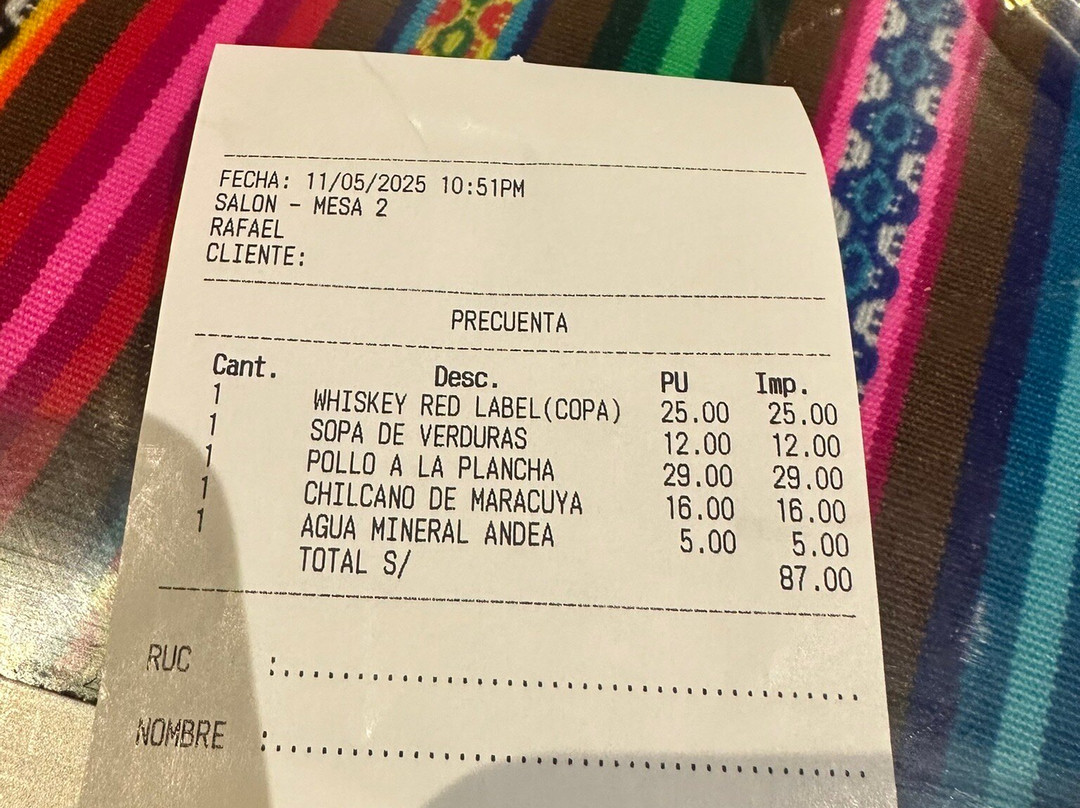 FECHA: 11/05/2025 10:51PM
SALON - MESA 2
RAFAEL
CLIENTE:
PRECUENTA
Cant. Desc. PU Imp.
1 WHISKEY RED LABEL(COPA) 25.00 25.00
1 SOPA DE VERDURAS 12.00 12.00
1 POLLO A LA PLANCHA 29.00 29.00
1 CHILCANO DE MARACUYA 16.00 16.00
1 AGUA MINERAL ANDEA 5.00 5.00
TOTAL S/ 87.00
RUC :
NOMBRE :